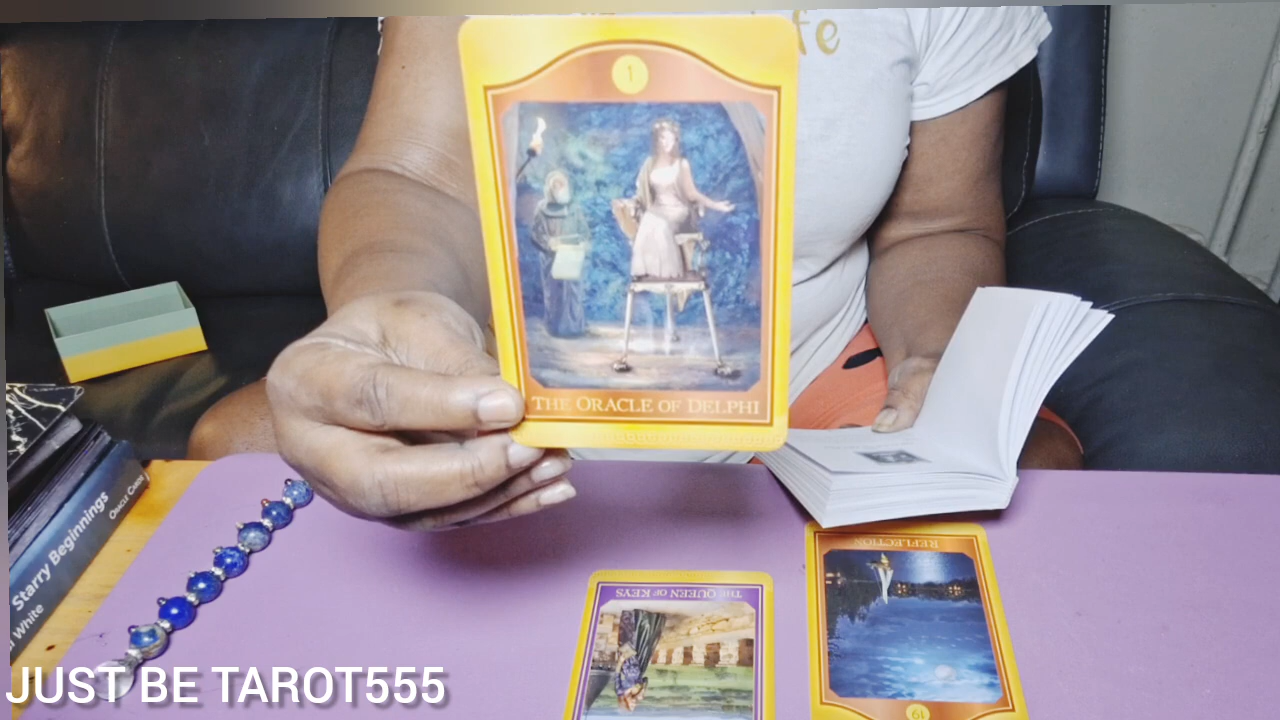 1
THE ORACLE OF DELPHI
REFLECTION
19
THE QUEEN OF KEYS
Starry Beginnings
ORACLE CARDS
White
JUST BE TAROT555